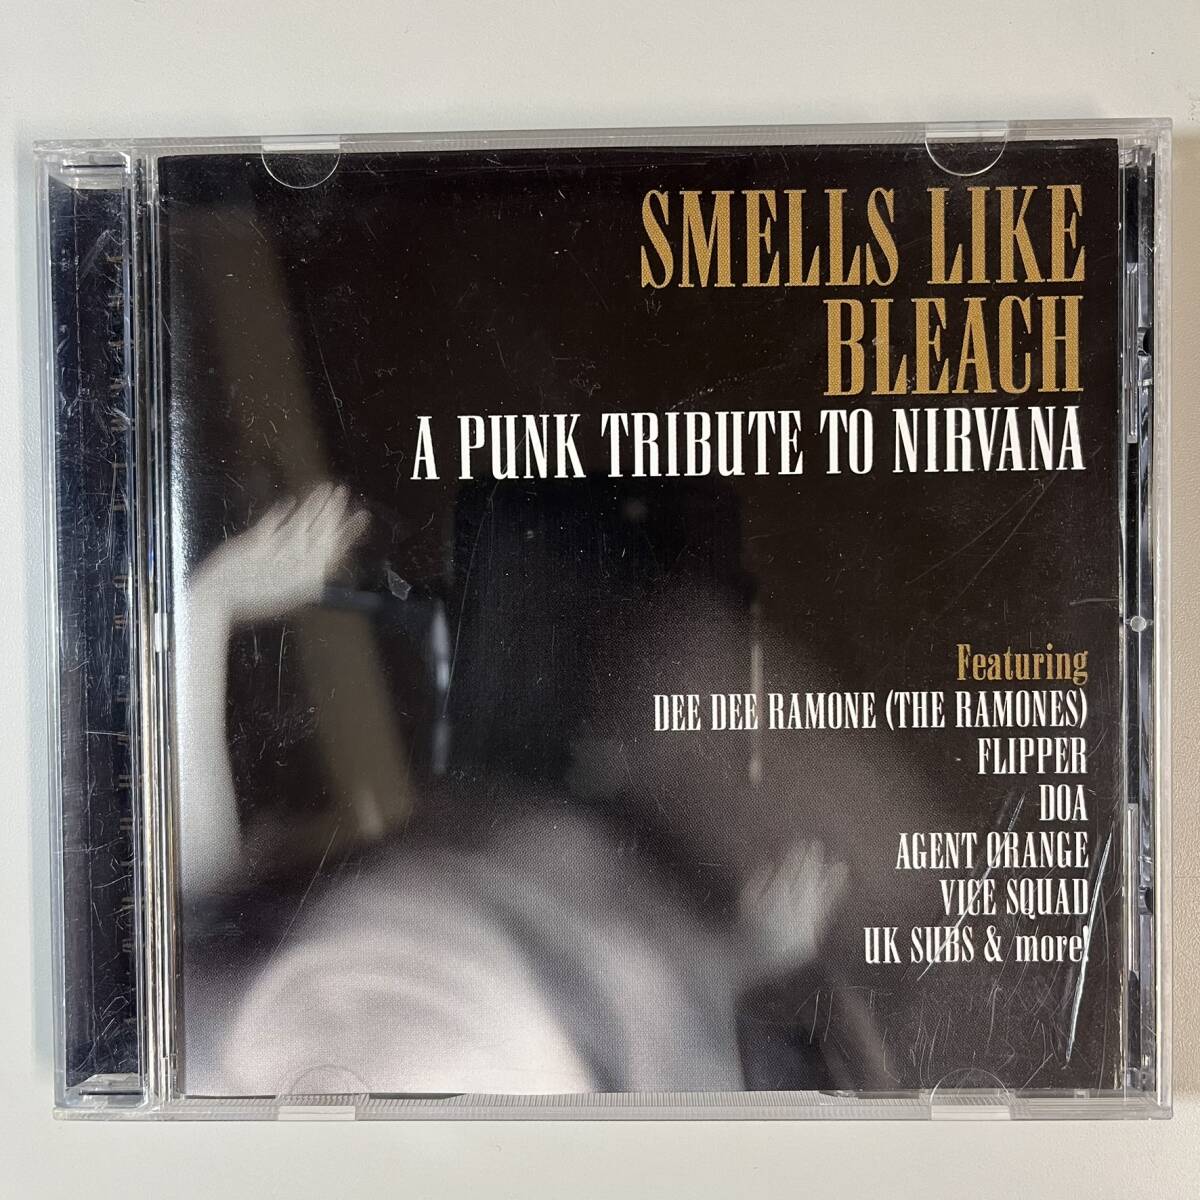 SMELLS LIKE
BLEACH
A PUNK TRIBUTE TO NIRVANA
Featuring
DEE DEE RAMONE (THE RAMONES)
FLIPPER
DOA
AGENT ORANGE
VICE SQUAD
UK SUBS & more!